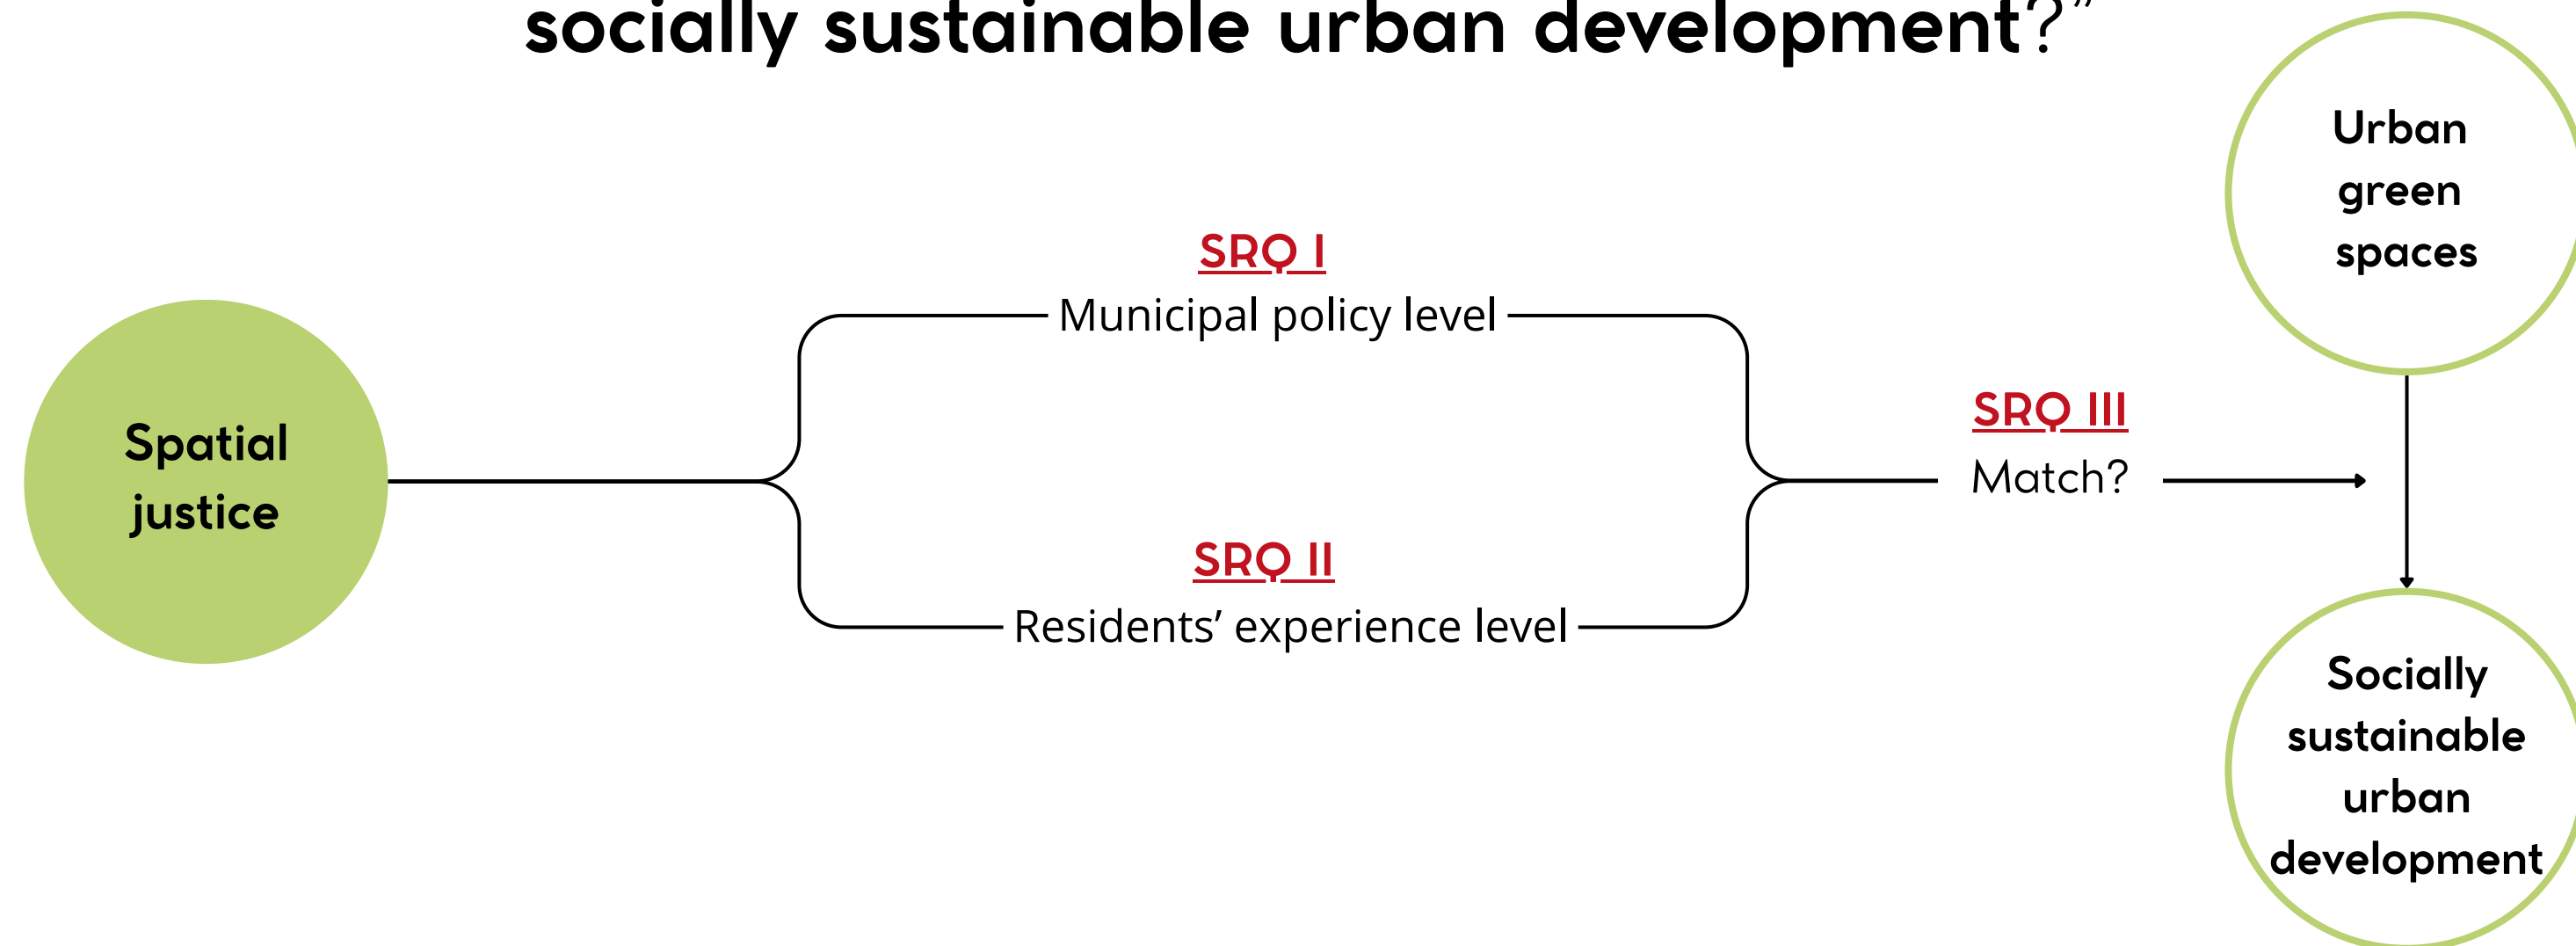 socially sustainable urban development?”
Urban
green
spaces
SRQ I
Municipal policy level
Spatial
justice
SRQ III
Match?
SRQ II
Residents’ experience level
Socially
sustainable
urban
development